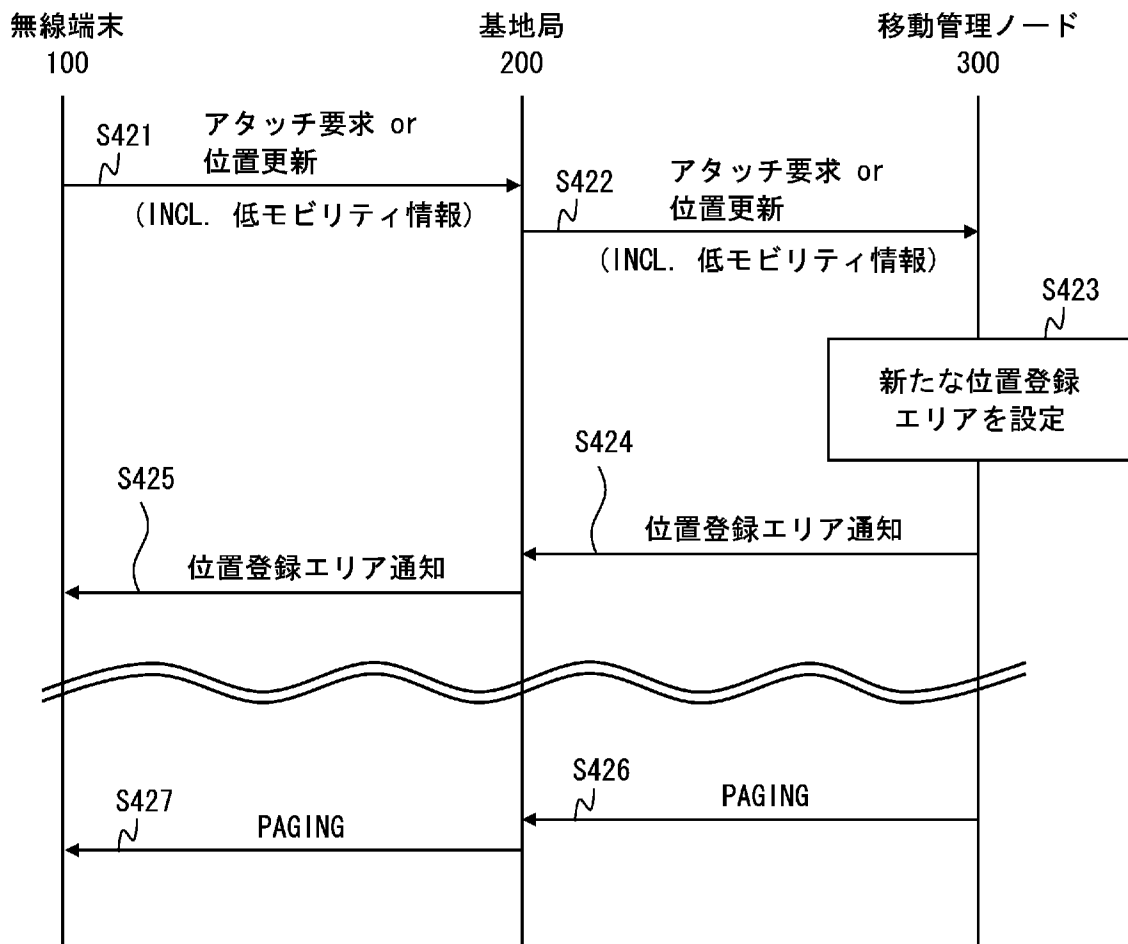 無線端末
100
基地局
200
移動管理ノード
300
S421
アタッチ要求 or
位置更新
(INCL. 低モビリティ情報)
S422
アタッチ要求 or
位置更新
(INCL. 低モビリティ情報)
S423
新たな位置登録
エリアを設定
S424
位置登録エリア通知
S425
位置登録エリア通知
S426
PAGING
S427
PAGING